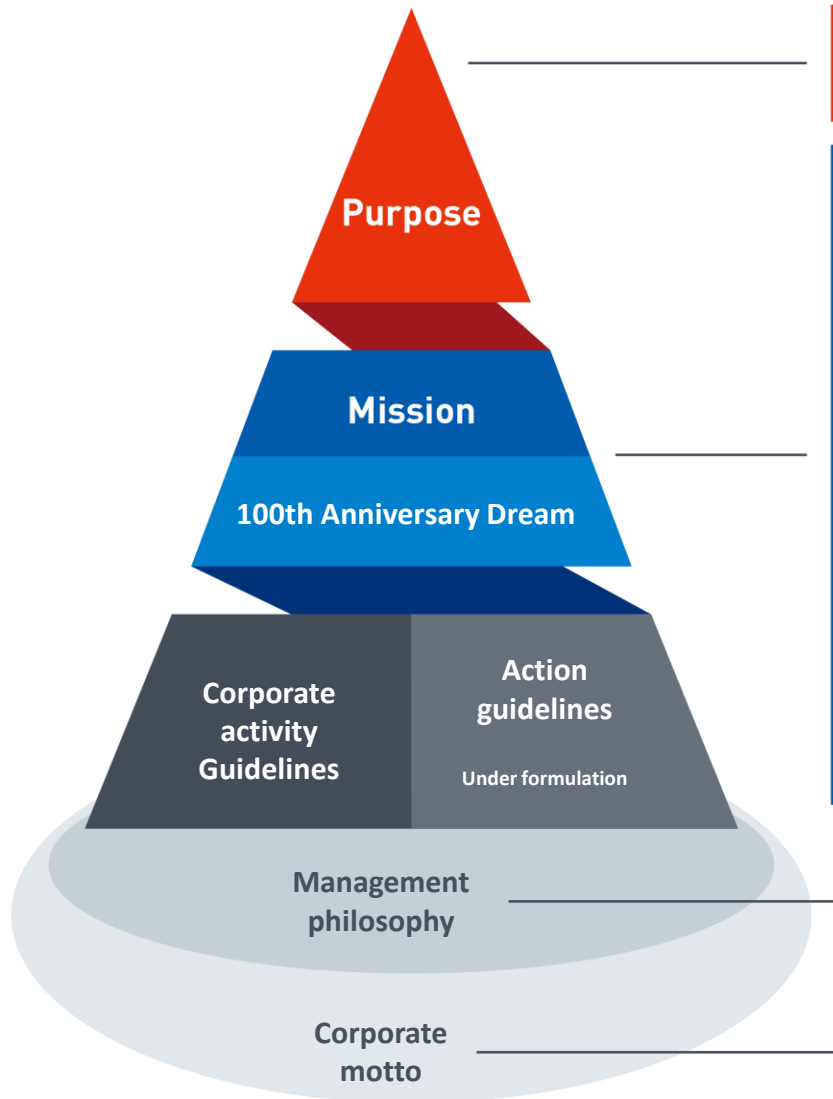 Purpose
Mission
100th Anniversary Dream
Corporate
activity
Guidelines
Action
guidelines
Under formulation
Management
philosophy
Corporate
motto